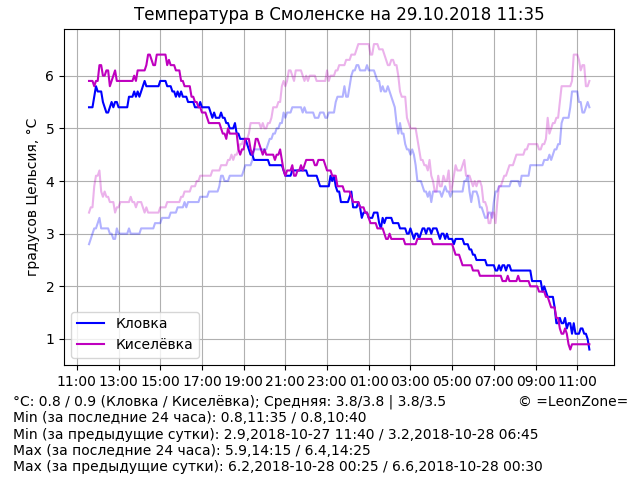 Температура в Смоленске на 29.10.2018 11:35
градусов Цельсия, °C
6
5
4
3
2
1
Кловка
Киселёвка
11:00 13:00 15:00 17:00 19:00 21:00 23:00 01:00 03:00 05:00 07:00 09:00 11:00
°C: 0.8 / 0.9 (Кловка / Киселёвка); Средняя: 3.8/3.8 | 3.8/3.5 © =LeonZone=
Min (за последние 24 часа): 0.8,11:35 / 0.8,10:40
Min (за предыдущие сутки): 2.9,2018-10-27 11:40 / 3.2,2018-10-28 06:45
Max (за последние 24 часа): 5.9,14:15 / 6.4,14:25
Max (за предыдущие сутки): 6.2,2018-10-28 00:25 / 6.6,2018-10-28 00:30